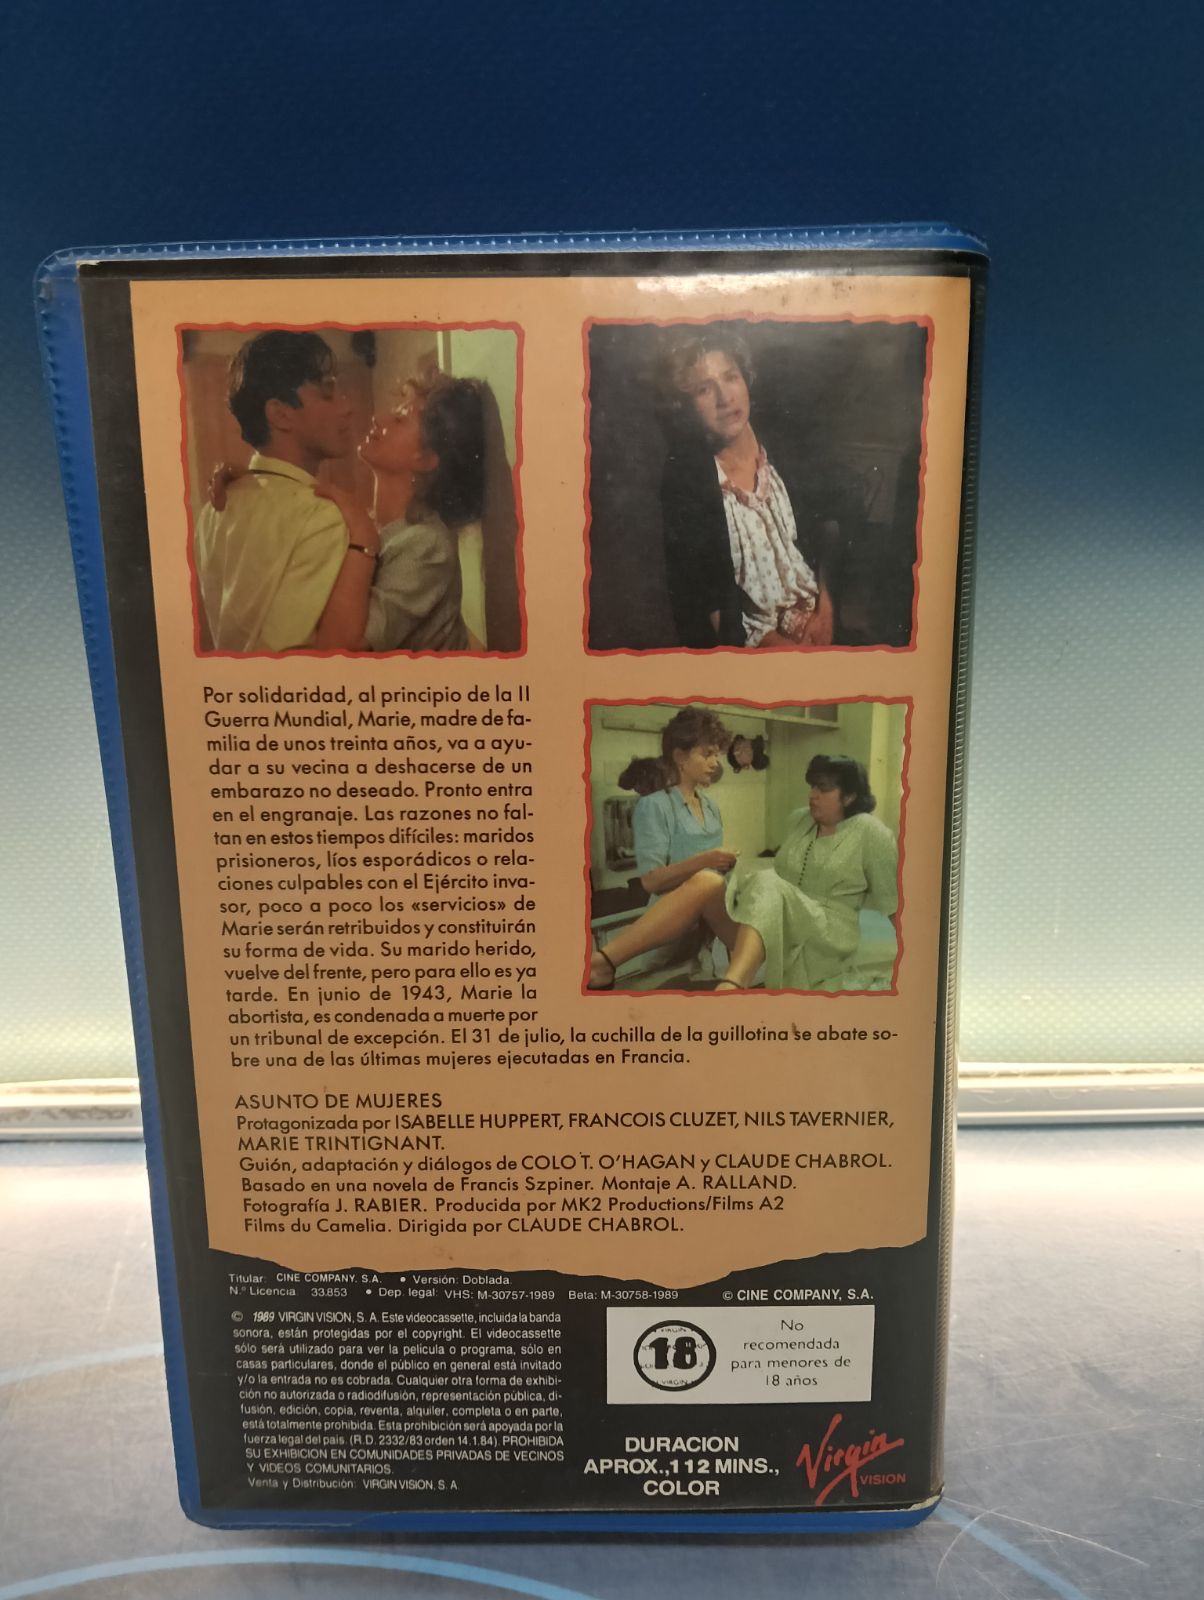 Por solidaridad, al principio de la II
Guerra Mundial, Marie, madre de fa-
milia de unos treinta años, va a ayu-
dar a su vecina a deshacerse de un
embarazo no deseado. Pronto entra
en el engranaje. Las razones no fal-
tan en estos tiempos difíciles: maridos
prisioneros, líos esporádicos o rela-
ciones culpables con el Ejército inva-
sor, poco a poco los «servicios» de
Marie serán retribuidos y constituirán
su forma de vida. Su marido herido,
vuelve del frente, pero para ello es ya
tarde. En junio de 1943, Marie la
abortista, es condenada a muerte por
un tribunal de excepción. El 31 de julio, la cuchilla de la guillotina se abate so-
bre una de las últimas mujeres ejecutadas en Francia.
ASUNTO DE MUJERES
Protagonizada por ISABELLE HUPPERT, FRANCOIS CLUZET, NILS TAVERNIER,
MARIE TRINTIGNANT.
Guión, adaptación y diálogos de COLO T. O'HAGAN y CLAUDE CHABROL.
Basado en una novela de Francis Szpiner. Montaje A. RALLAND.
Fotografía J. RABIER. Producida por MK2 Productions/Films A2
Films du Camelia. Dirigida por CLAUDE CHABROL.
Titular: CINE COMPANY, S.A. • Versión: Doblada.
N.º Licencia 33.853 • Dep. legal: VHS: M-30757-1989 Beta: M-30758-1989
© CINE COMPANY, S.A.
© 1989 VIRGIN VISION, S. A. Este videocassette, incluida la banda
sonora, están protegidas por el copyright. El videocassette
sólo será utilizado para ver la película o programa, sólo en
casas particulares, donde el público en general está invitado
y/o la entrada no es cobrada. Cualquier otra forma de exhibi-
ción no autorizada o radiodifusión, representación pública, di-
fusión, edición, copia, reventa, alquiler, completa o en parte,
está totalmente prohibida. Esta prohibición será apoyada por la
fuerza legal del país. (R.D. 2332/83 orden 14.1.84). PROHIBIDA
SU EXHIBICION EN COMUNIDADES PRIVADAS DE VECINOS
Y VIDEOS COMUNITARIOS.
Venta y Distribución: VIRGIN VISION, S. A.
18
No
recomendada
para menores de
18 años
DURACION
APROX.,112 MINS.,
COLOR
Virgin
VISION